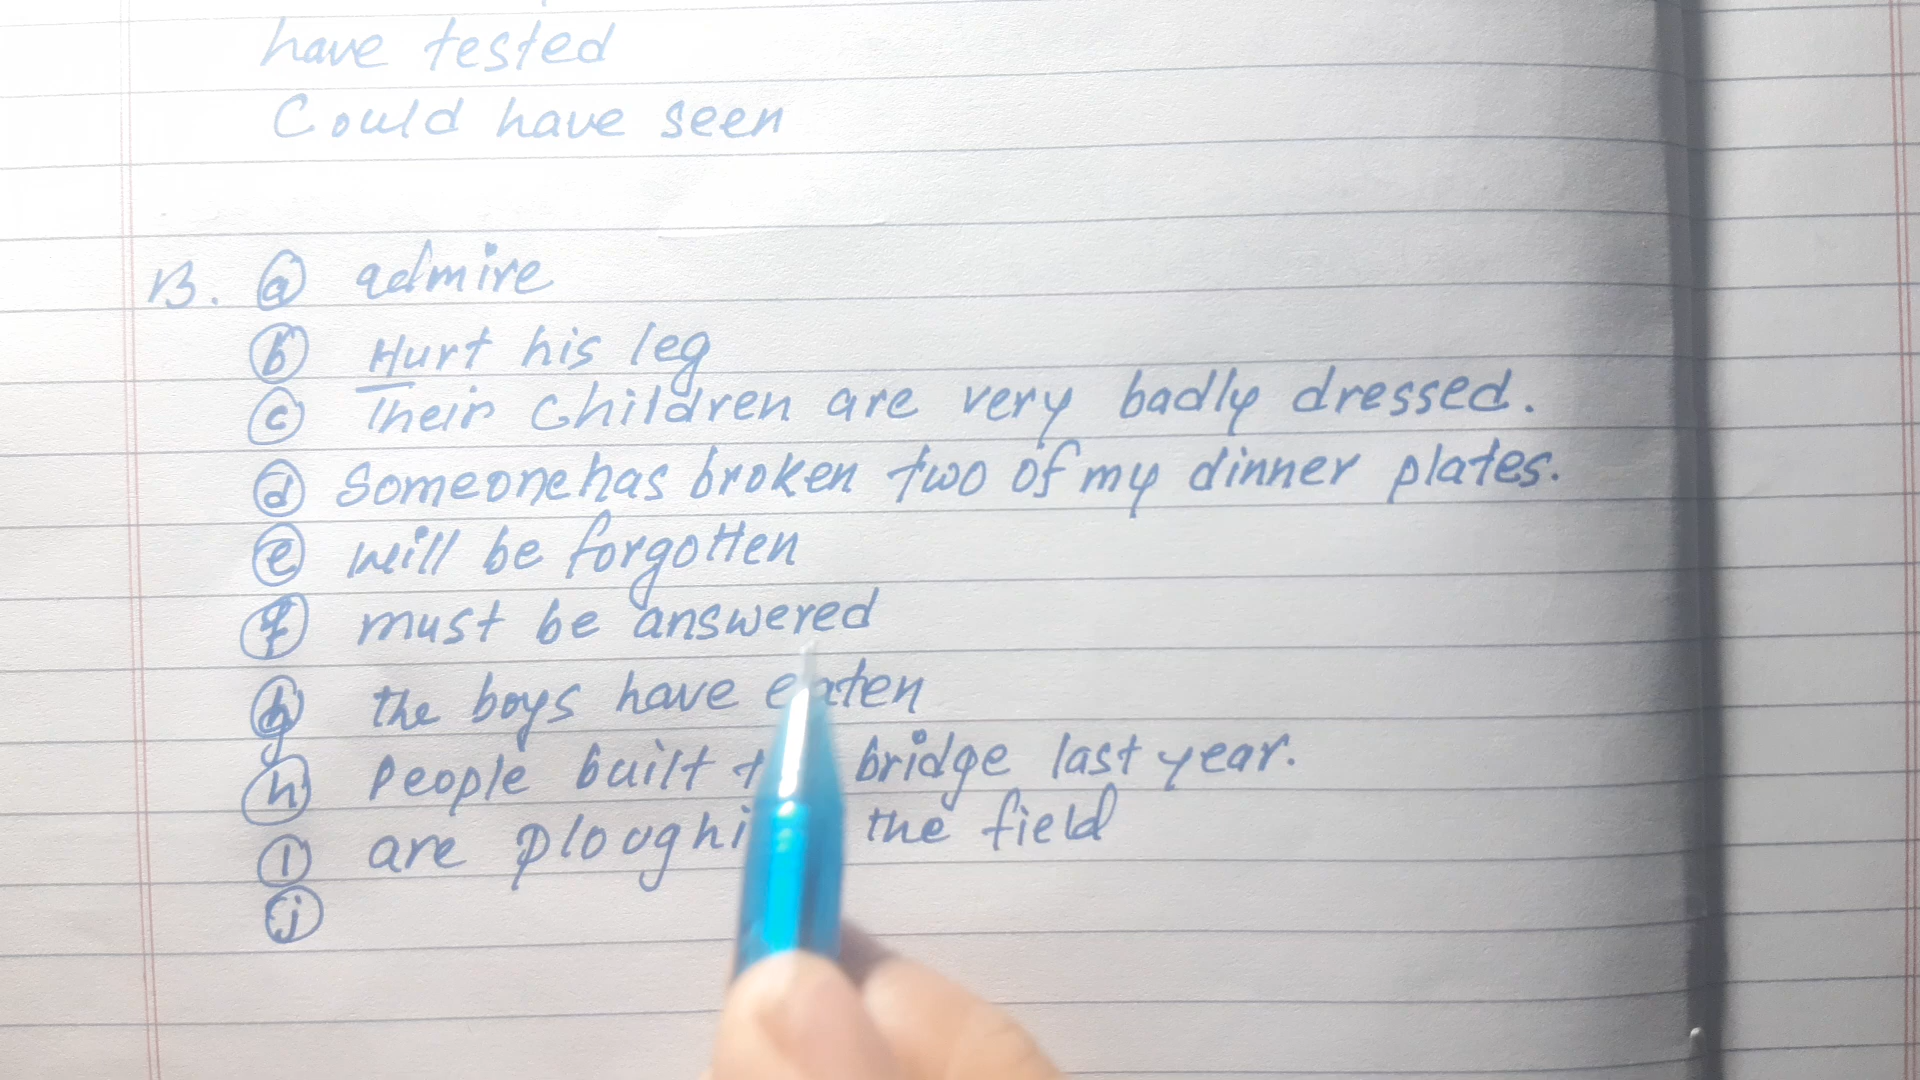 have tested
Could have seen
B. a admire
b Hurt his leg
c Their children are very badly dressed.
d Someone has broken two of my dinner plates.
e will be forgotten
f must be answered
g the boys have eaten
h People built bridge last year.
i are the field
j